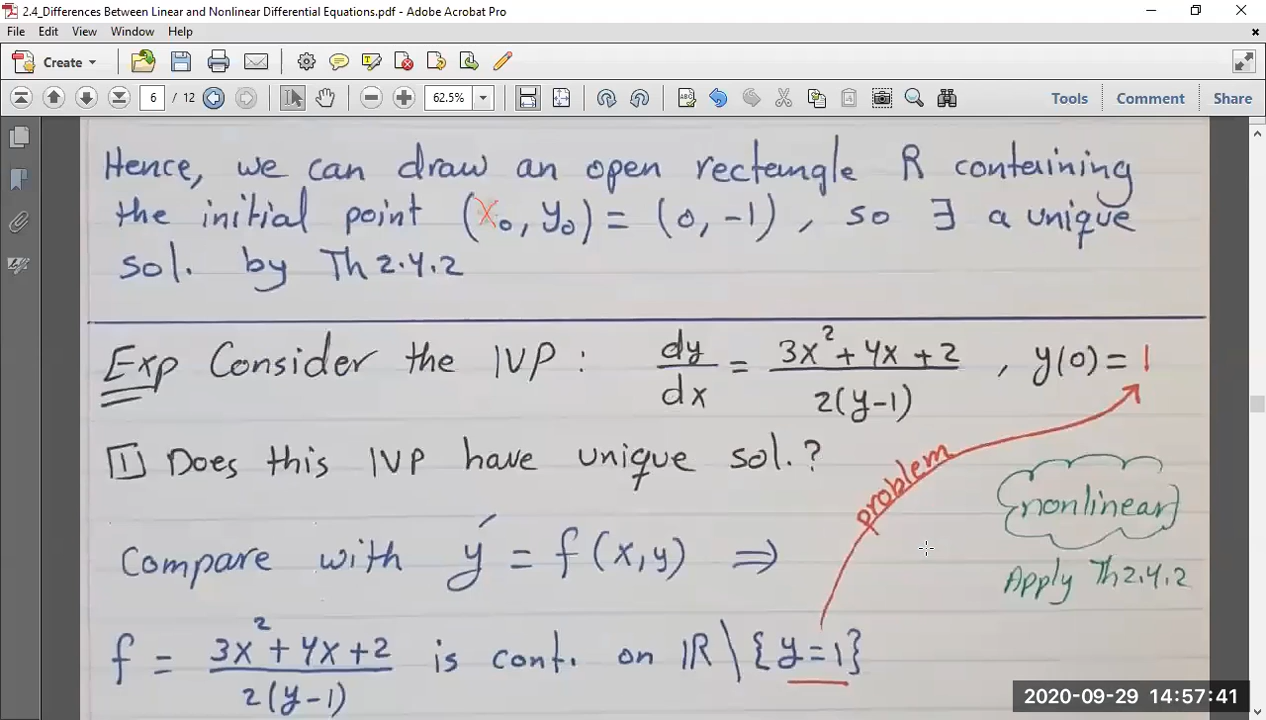 2.4_Differences Between Linear and Nonlinear Differential Equations.pdf - Adobe Acrobat Pro
File Edit View Window Help
Create
6 / 12 62.5% Tools Comment Share
Hence, we can draw an open rectangle R containing
the initial point (x₀, y₀) = (0, -1), so ∃ a unique
sol. by Th 2.4.2
Exp Consider the IVP : dy/dx = (3x² + 4x + 2)/(2(y-1)) , y(0) = 1
1 Does this IVP have unique sol.?
problem
nonlinear
Compare with y' = f(x,y) ⇒
Apply Th 2.4.2
f = (3x² + 4x + 2)/(2(y-1)) is cont. on ℝ \ {y=1}
2020-09-29 14:57:41